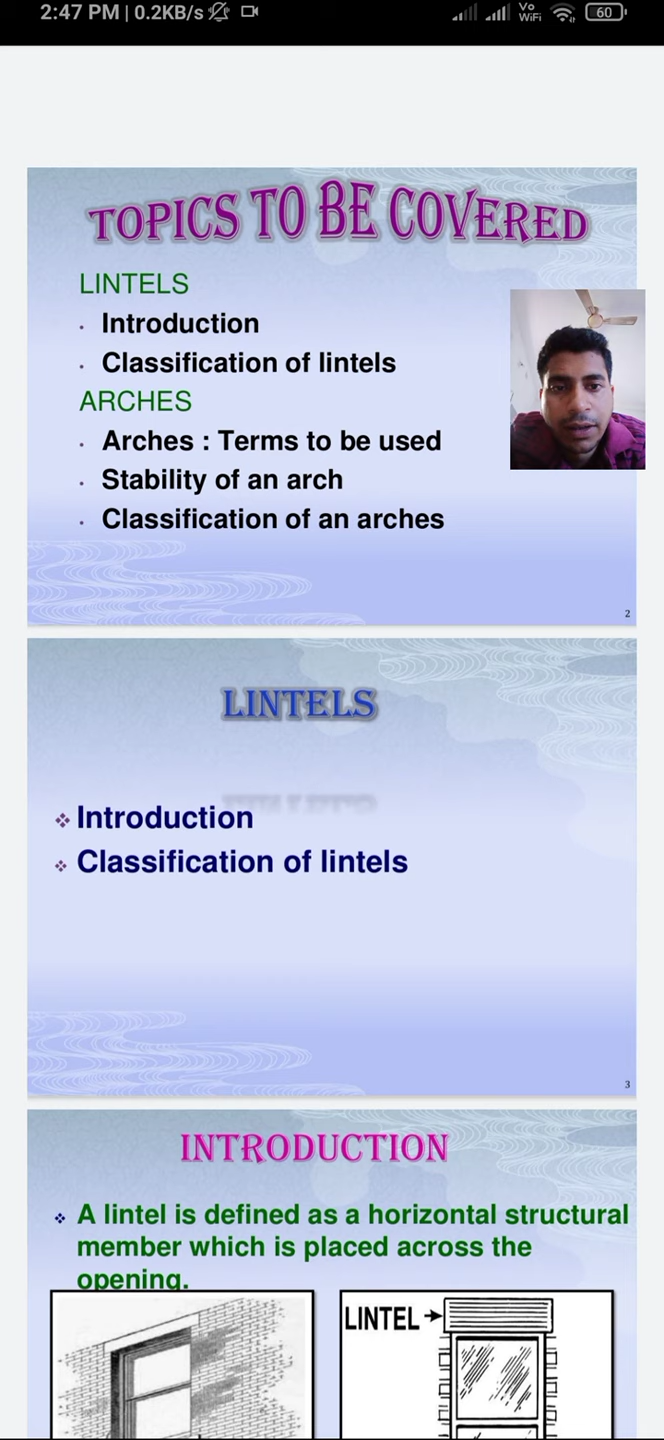 2:47 PM | 0.2KB/s
Vo
WiFi
60
TOPICS TO BE COVERED
LINTELS
· Introduction
· Classification of lintels
ARCHES
· Arches : Terms to be used
· Stability of an arch
· Classification of an arches
2
LINTELS
❖ Introduction
❖ Classification of lintels
3
INTRODUCTION
❖ A lintel is defined as a horizontal structural
member which is placed across the
opening.
LINTEL